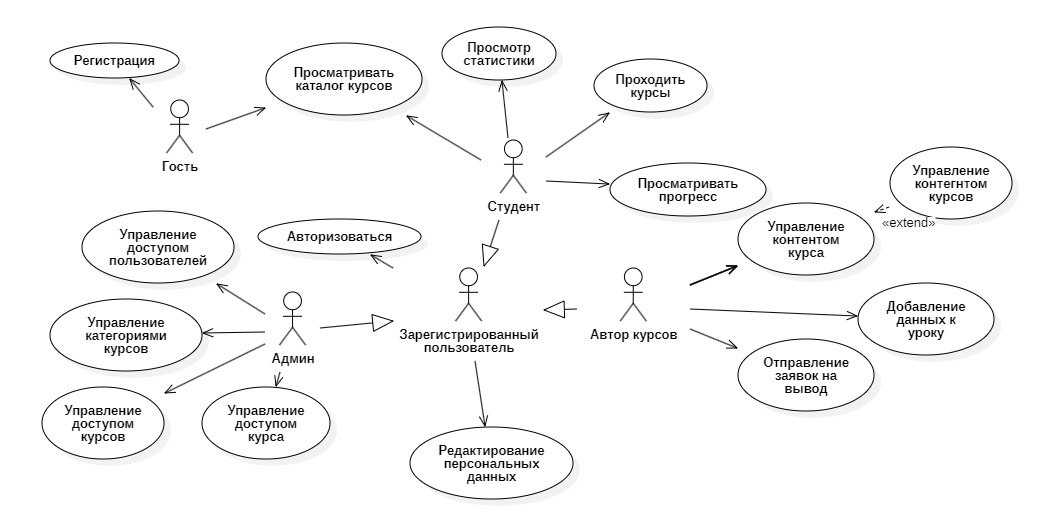 Регистрация
Просматривать
каталог курсов
Просмотр
статистики
Проходить
курсы
Гость
Студент
Просматривать
прогресс
Управление
контегнтом
курсов
«extend»
Управление
контентом
курса
Управление
доступом
пользователей
Авторизоваться
Управление
категориями
курсов
Админ
Зарегистрированный
пользователь
Автор курсов
Добавление
данных к
уроку
Отправление
заявок на
вывод
Управление
доступом
курсов
Управление
доступом
курса
Редактирование
персональных
данных